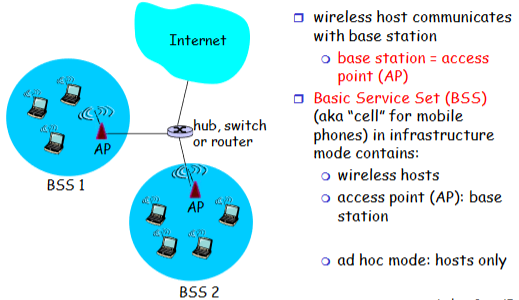 Internet
hub, switch
or router
AP
BSS 1
AP
BSS 2
wireless host communicates
with base station
base station = access
point (AP)
Basic Service Set (BSS)
(aka “cell” for mobile
phones) in infrastructure
mode contains:
wireless hosts
access point (AP): base
station
ad hoc mode: hosts only